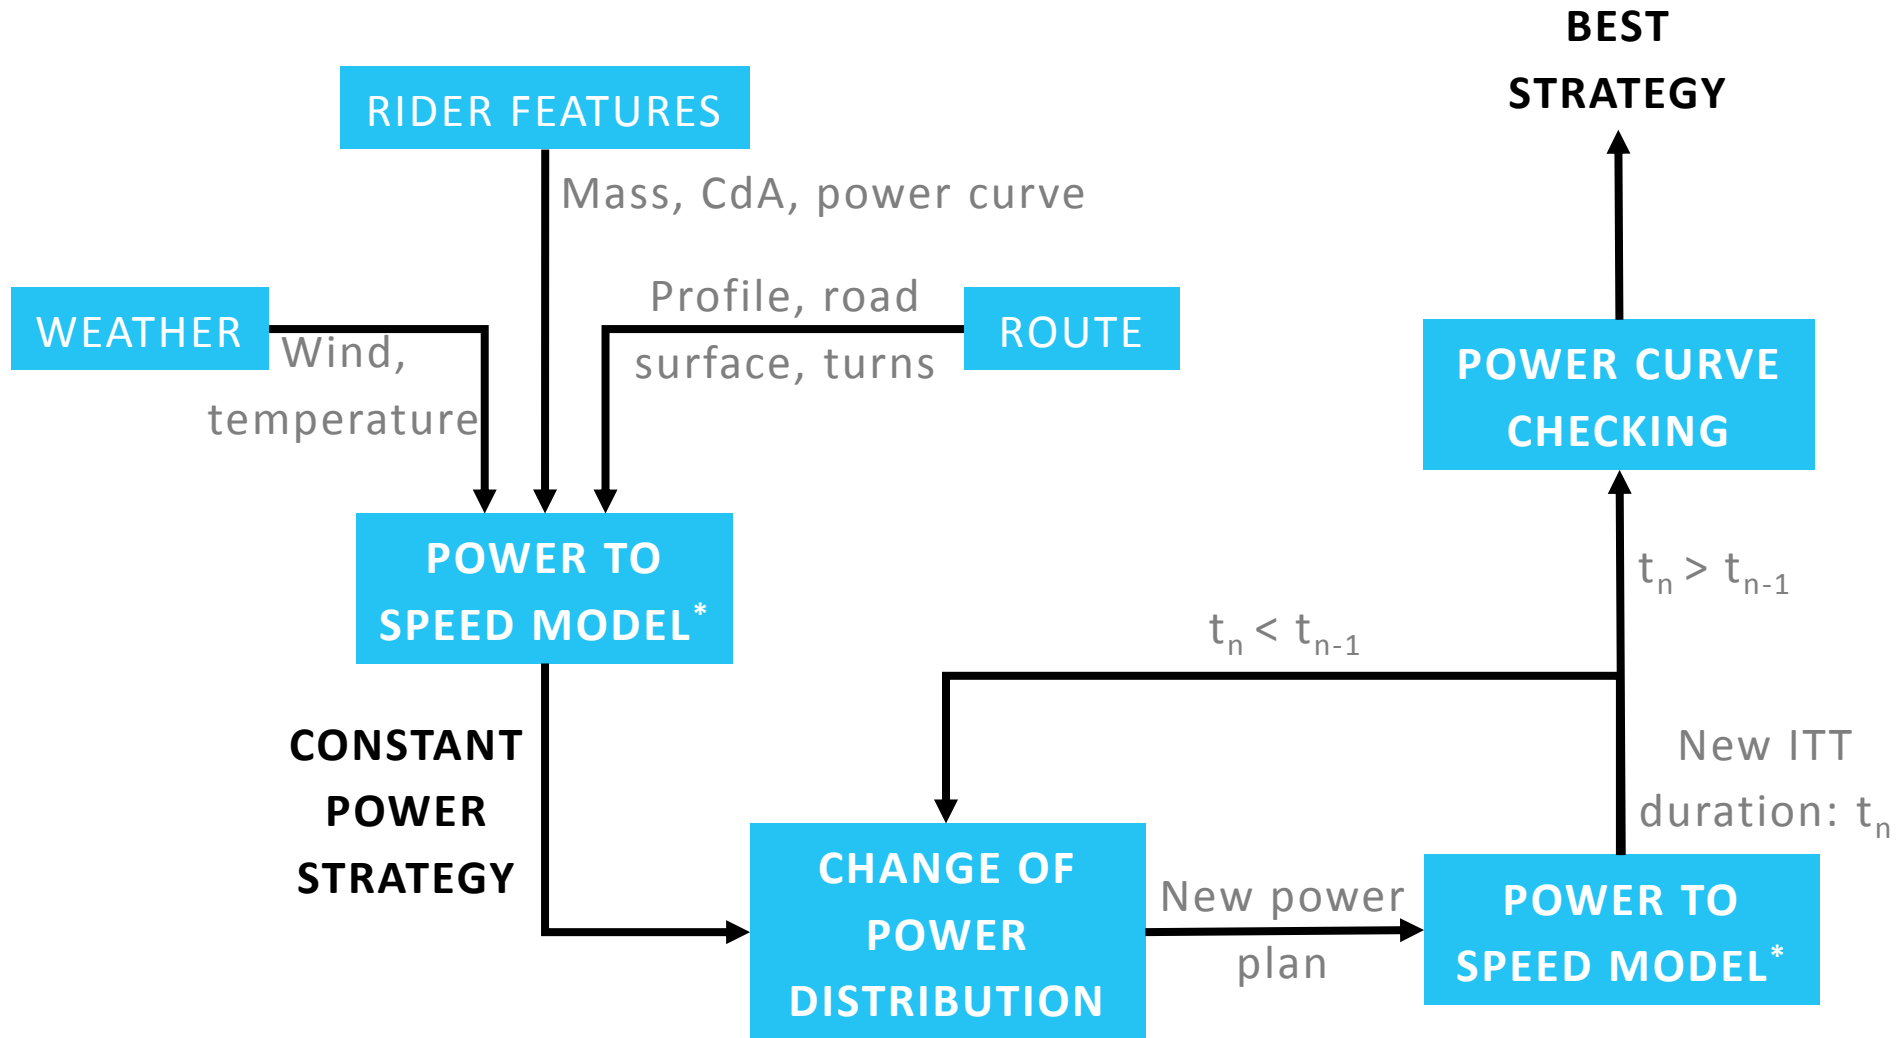 BEST
STRATEGY
RIDER FEATURES
Mass, CdA, power curve
WEATHER
Wind,
temperature
Profile, road
surface, turns
ROUTE
POWER CURVE
CHECKING
POWER TO
SPEED MODEL*
tn > tn-1
tn < tn-1
CONSTANT
POWER
STRATEGY
New ITT
duration: tn
CHANGE OF
POWER
DISTRIBUTION
New power
plan
POWER TO
SPEED MODEL*